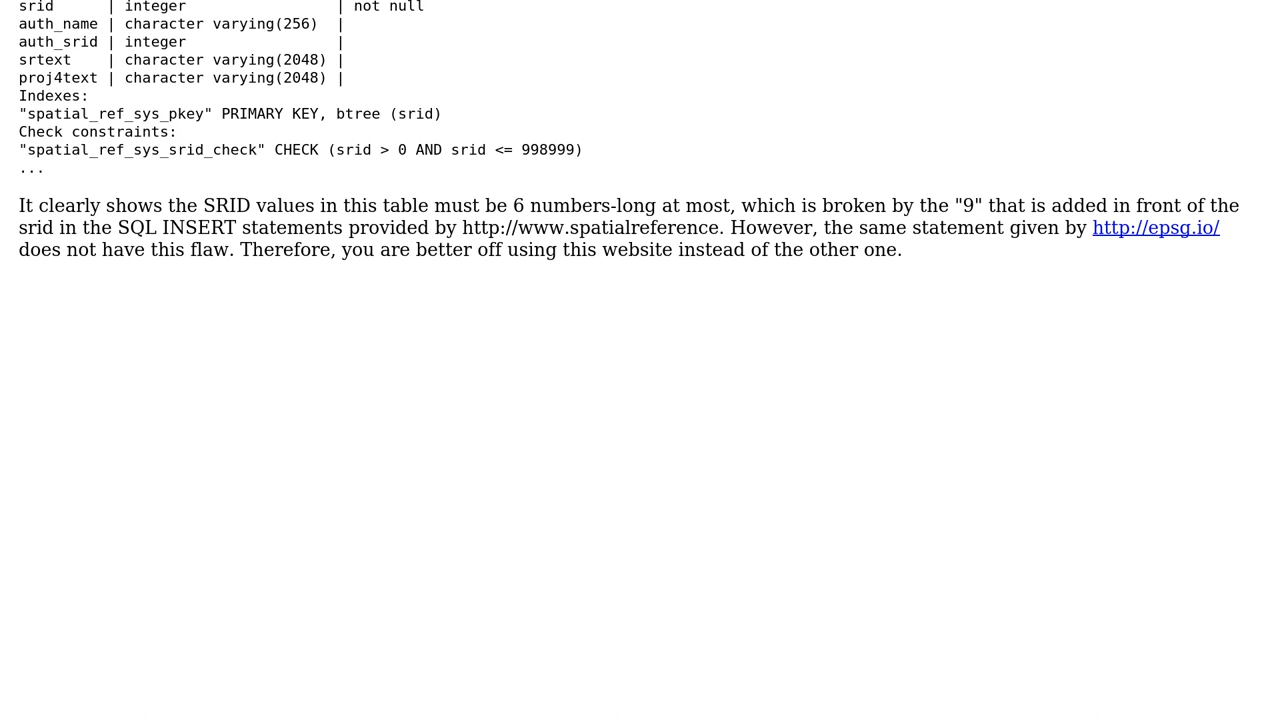 srid      | integer                 | not null
auth_name | character varying(256)  |
auth_srid | integer                 |
srtext    | character varying(2048) |
proj4text | character varying(2048) |
Indexes:
"spatial_ref_sys_pkey" PRIMARY KEY, btree (srid)
Check constraints:
"spatial_ref_sys_srid_check" CHECK (srid > 0 AND srid <= 998999)
...
It clearly shows the SRID values in this table must be 6 numbers-long at most, which is broken by the "9" that is added in front of the
srid in the SQL INSERT statements provided by http://www.spatialreference. However, the same statement given by http://epsg.io/
does not have this flaw. Therefore, you are better off using this website instead of the other one.